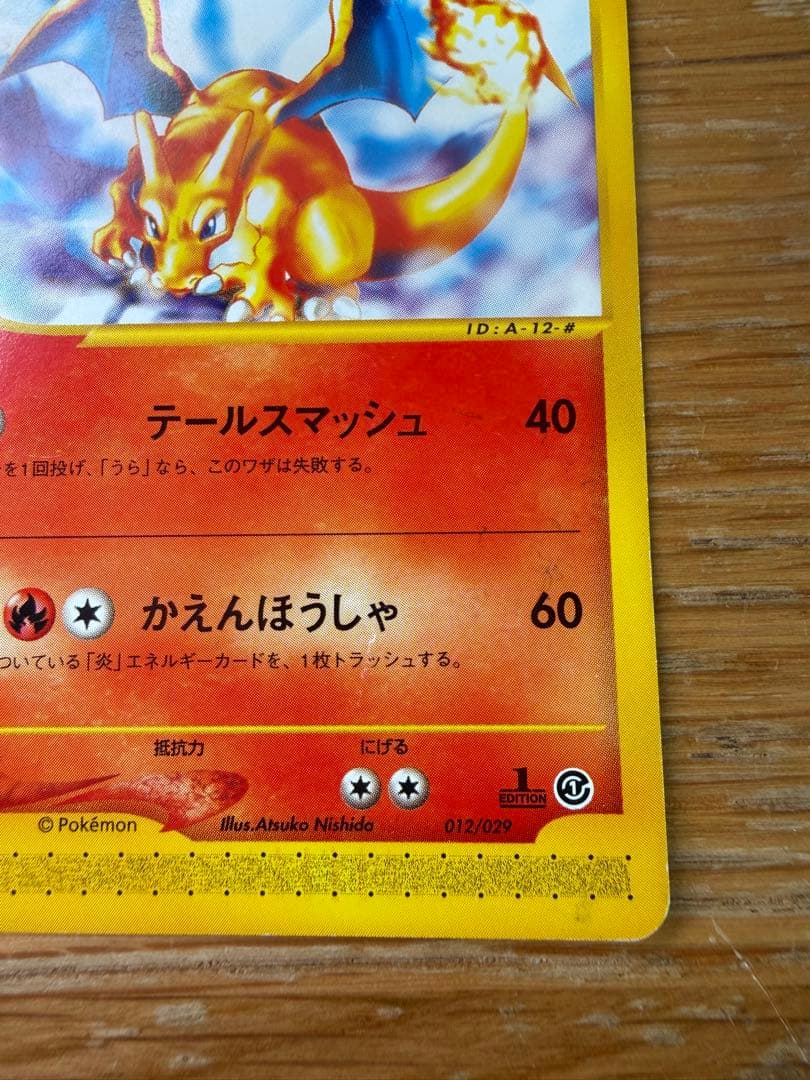 ID:A-12-#
テールスマッシュ 40
を1回投げ、「うら」なら、このワザは失敗する。
かえんほうしゃ 60
ついている「炎」エネルギーカードを、1枚トラッシュする。
抵抗力 にげる
1
EDITION
© Pokémon Illus.Atsuko Nishida 012/029